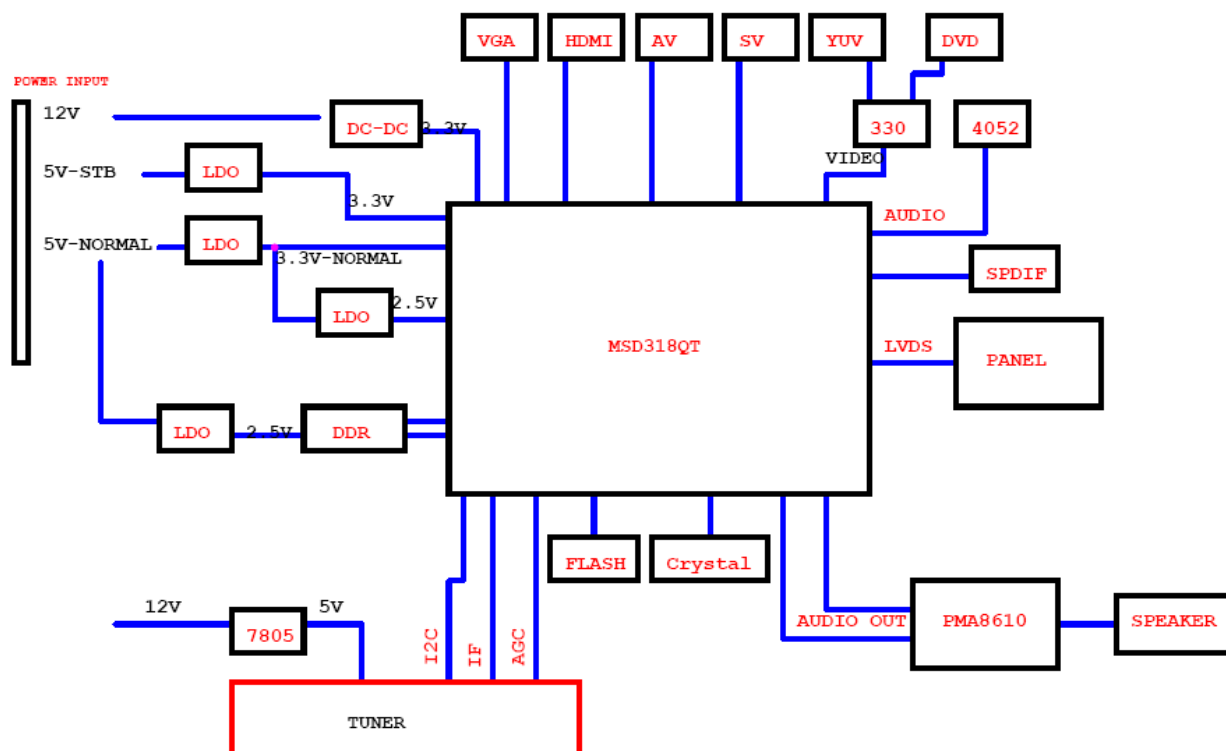 VGA
HDMI
AV
SV
YUV
DVD
POWER INPUT
12V
DC-DC
3.3V
330
4052
VIDEO
5V-STB
LDO
3.3V
AUDIO
5V-NORMAL
LDO
3.3V-NORMAL
SPDIF
LDO
2.5V
MSD318QT
LVDS
PANEL
LDO
2.5V
DDR
FLASH
Crystal
12V
7805
5V
I2C
IF
AGC
AUDIO OUT
PMA8610
SPEAKER
TUNER